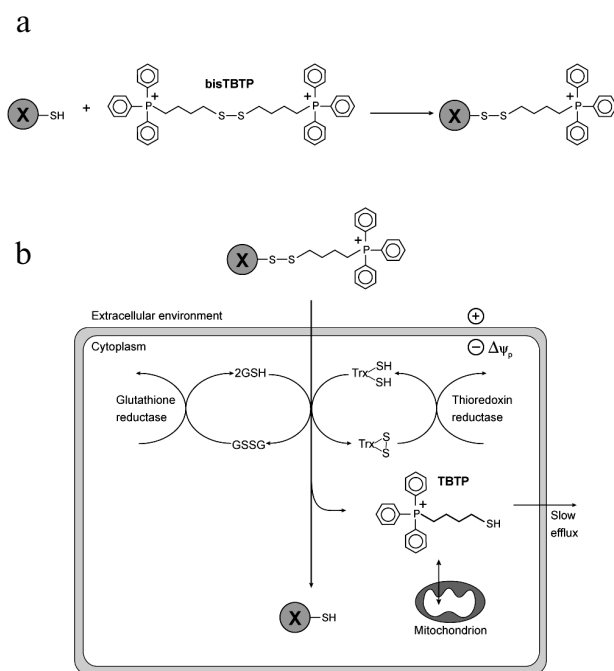 a
bisTBTP
X-SH + P+ S-S P+ X-S-S P+
b
X-S-S P+
Extracellular environment +
Cytoplasm − Δψp
2GSH Trx SH SH
Glutathione reductase Thioredoxin reductase
GSSG Trx S S
TBTP
P+ SH
Slow efflux
X-SH
Mitochondrion